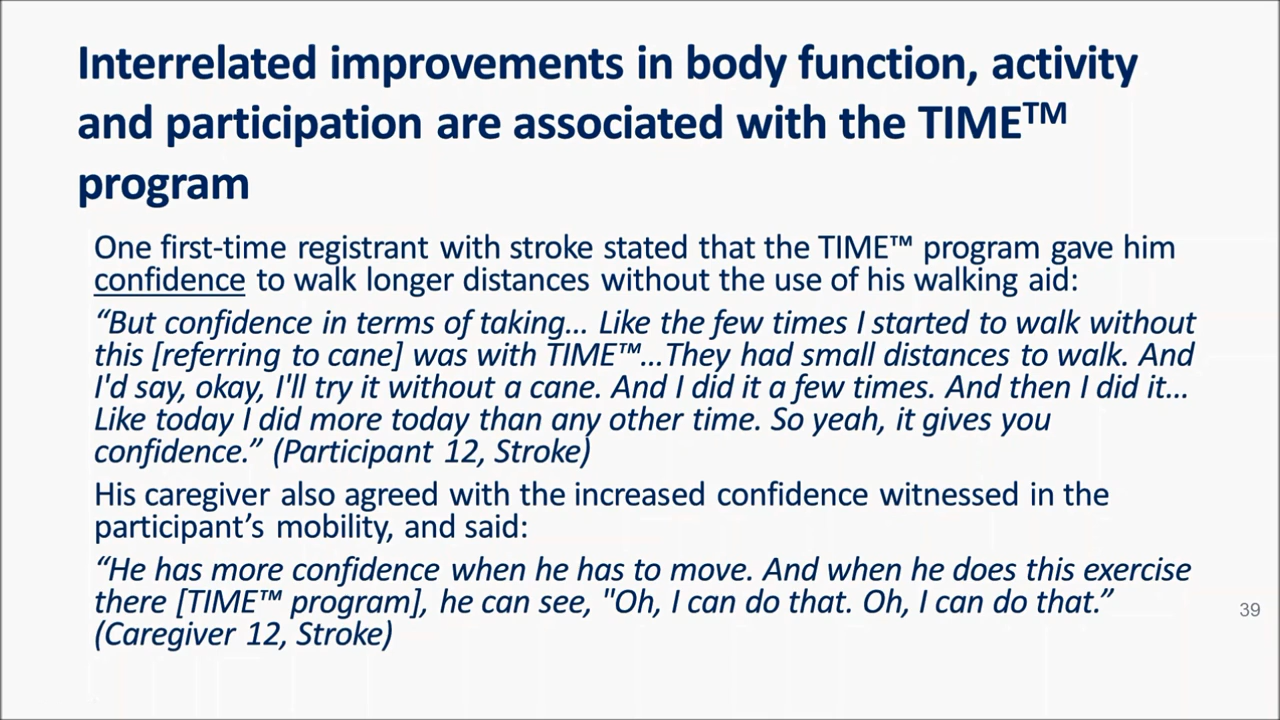 Interrelated improvements in body function, activity
and participation are associated with the TIME™
program
One first-time registrant with stroke stated that the TIME™ program gave him
confidence to walk longer distances without the use of his walking aid:
“But confidence in terms of taking... Like the few times I started to walk without
this [referring to cane] was with TIME™...They had small distances to walk. And
I'd say, okay, I'll try it without a cane. And I did it a few times. And then I did it...
Like today I did more today than any other time. So yeah, it gives you
confidence.” (Participant 12, Stroke)
His caregiver also agreed with the increased confidence witnessed in the
participant’s mobility, and said:
“He has more confidence when he has to move. And when he does this exercise
there [TIME™ program], he can see, "Oh, I can do that. Oh, I can do that.”
(Caregiver 12, Stroke)
39